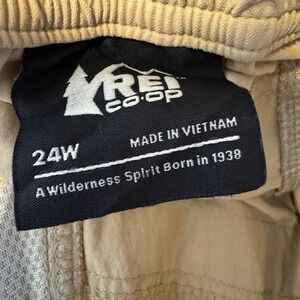 REI
CO·OP
24W MADE IN VIETNAM
A Wilderness Spirit Born in 1938